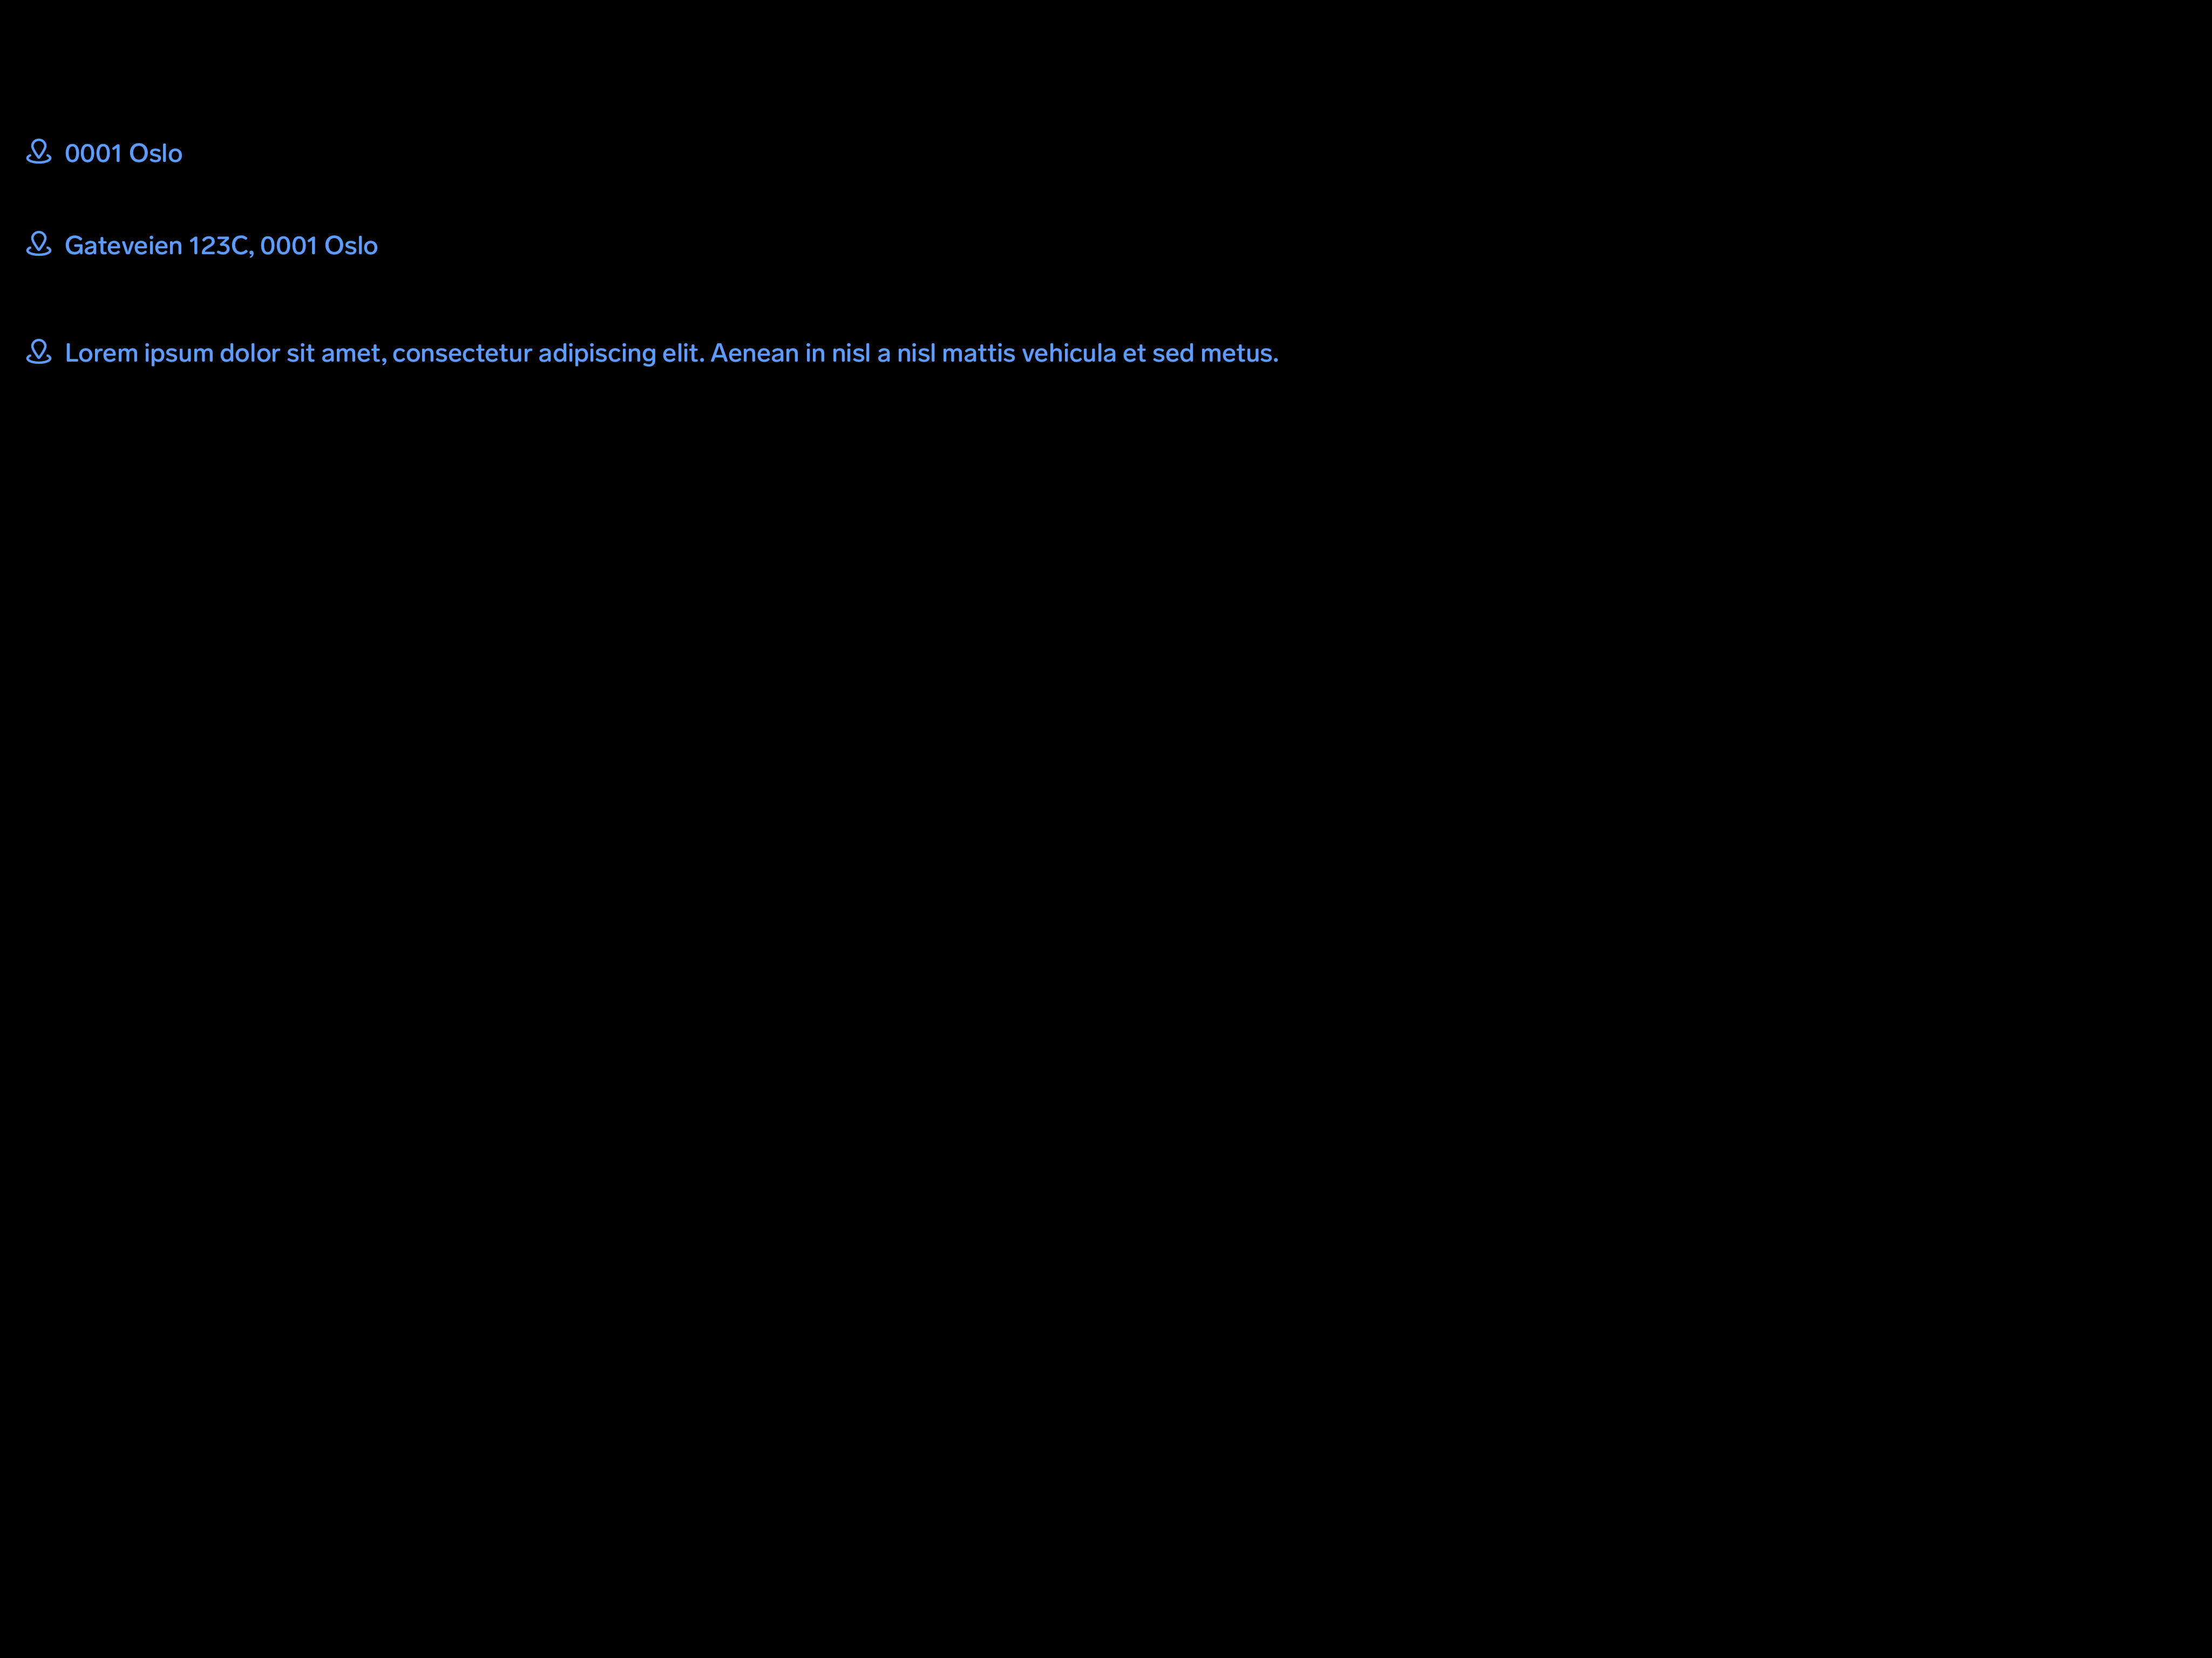 0001 Oslo
Gateveien 123C, 0001 Oslo
Lorem ipsum dolor sit amet, consectetur adipiscing elit. Aenean in nisl a nisl mattis vehicula et sed metus.